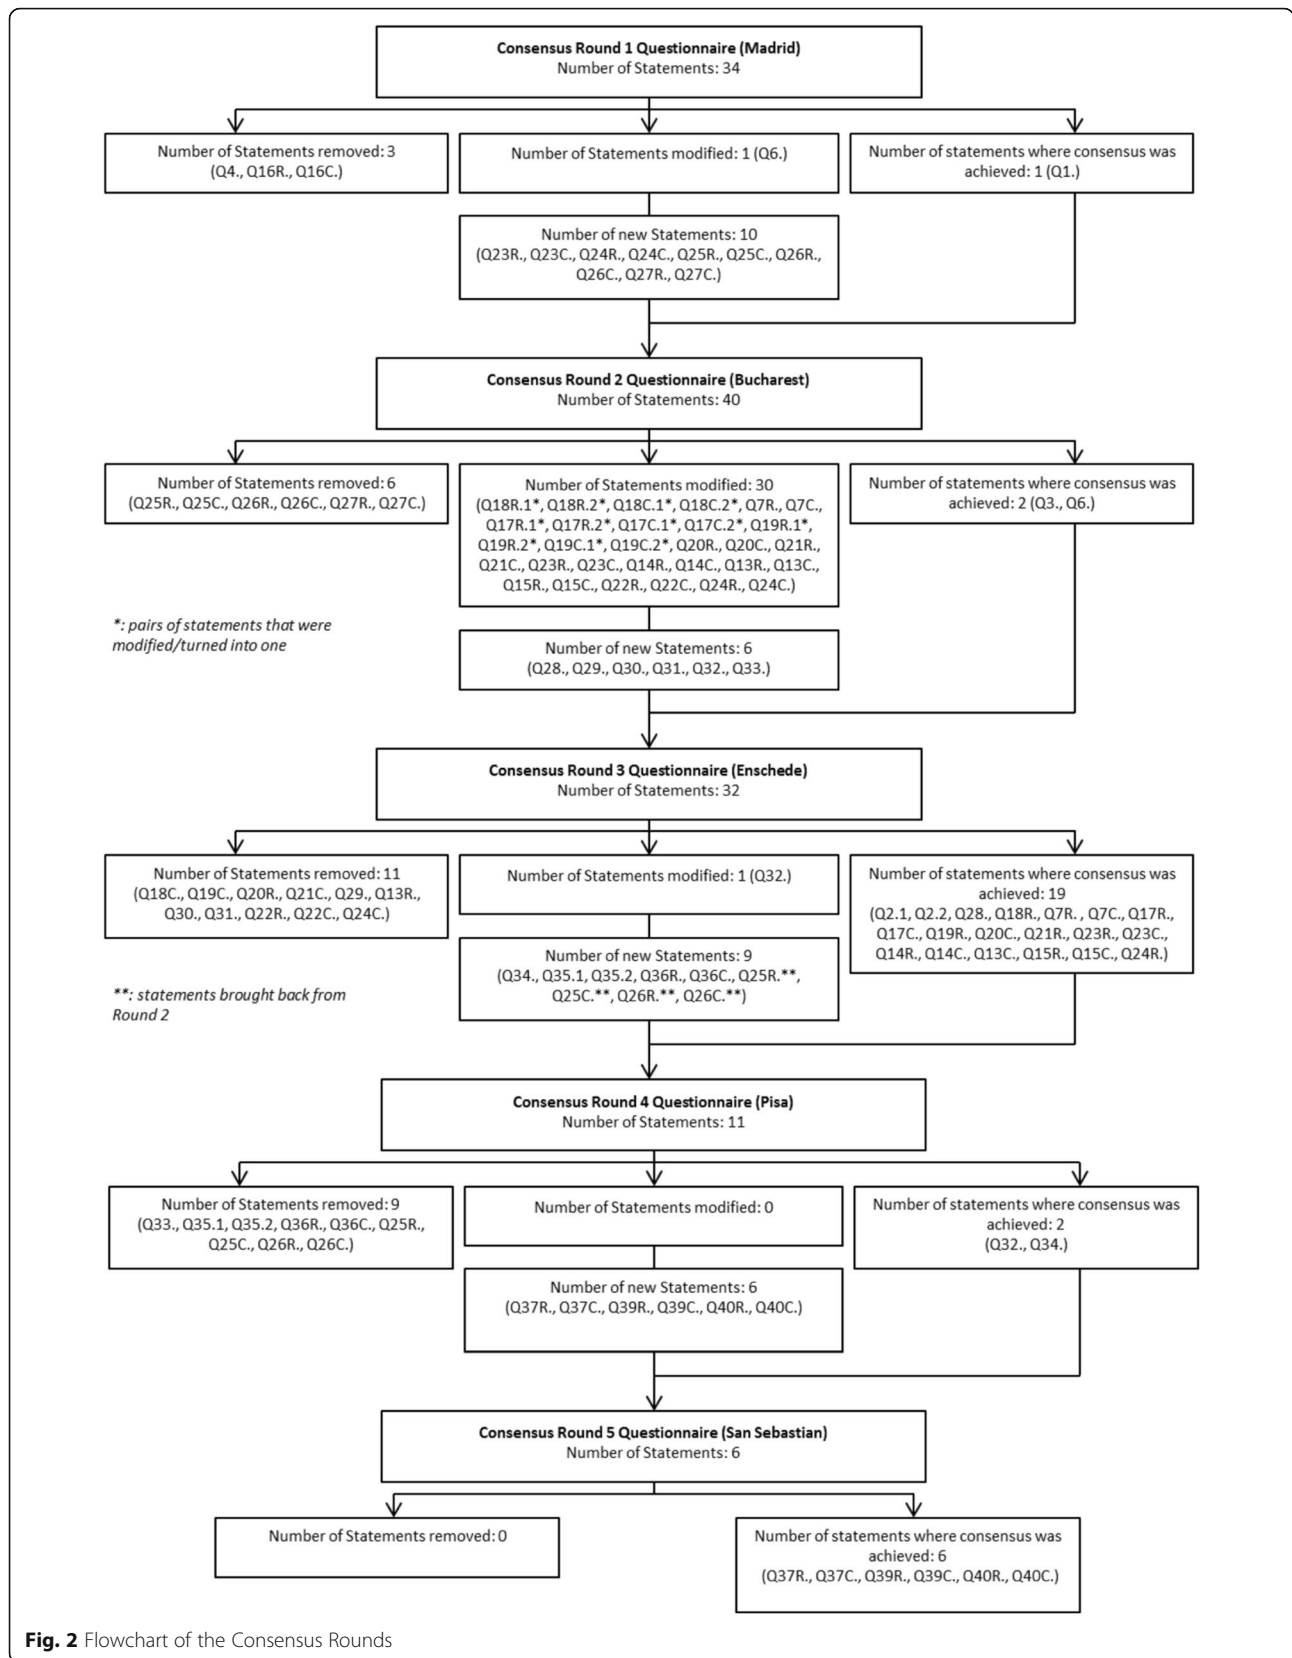 Consensus Round 1 Questionnaire (Madrid)
Number of Statements: 34
Number of Statements removed: 3
(Q4., Q16R., Q16C.)
Number of Statements modified: 1 (Q6.)
Number of statements where consensus was
achieved: 1 (Q1.)
Number of new Statements: 10
(Q23R., Q23C., Q24R., Q24C., Q25R., Q25C., Q26R.,
Q26C., Q27R., Q27C.)
Consensus Round 2 Questionnaire (Bucharest)
Number of Statements: 40
Number of Statements removed: 6
(Q25R., Q25C., Q26R., Q26C., Q27R., Q27C.)
Number of Statements modified: 30
(Q18R.1*, Q18R.2*, Q18C.1*, Q18C.2*, Q7R., Q7C.,
Q17R.1*, Q17R.2*, Q17C.1*, Q17C.2*, Q19R.1*,
Q19R.2*, Q19C.1*, Q19C.2*, Q20R., Q20C., Q21R.,
Q21C., Q23R., Q23C., Q14R., Q14C., Q13R., Q13C.,
Q15R., Q15C., Q22R., Q22C., Q24R., Q24C.)
Number of statements where consensus was
achieved: 2 (Q3., Q6.)
*: pairs of statements that were
modified/turned into one
Number of new Statements: 6
(Q28., Q29., Q30., Q31., Q32., Q33.)
Consensus Round 3 Questionnaire (Enschede)
Number of Statements: 32
Number of Statements removed: 11
(Q18C., Q19C., Q20R., Q21C., Q29., Q13R.,
Q30., Q31., Q22R., Q22C., Q24C.)
Number of Statements modified: 1 (Q32.)
Number of statements where consensus was
achieved: 19
(Q2.1, Q2.2, Q28., Q18R., Q7R. , Q7C., Q17R.,
Q17C., Q19R., Q20C., Q21R., Q23R., Q23C.,
Q14R., Q14C., Q13C., Q15R., Q15C., Q24R.)
Number of new Statements: 9
(Q34., Q35.1, Q35.2, Q36R., Q36C., Q25R.**,
Q25C.**, Q26R.**, Q26C.**)
**: statements brought back from
Round 2
Consensus Round 4 Questionnaire (Pisa)
Number of Statements: 11
Number of Statements removed: 9
(Q33., Q35.1, Q35.2, Q36R., Q36C., Q25R.,
Q25C., Q26R., Q26C.)
Number of Statements modified: 0
Number of statements where consensus was
achieved: 2
(Q32., Q34.)
Number of new Statements: 6
(Q37R., Q37C., Q39R., Q39C., Q40R., Q40C.)
Consensus Round 5 Questionnaire (San Sebastian)
Number of Statements: 6
Number of Statements removed: 0
Number of statements where consensus was
achieved: 6
(Q37R., Q37C., Q39R., Q39C., Q40R., Q40C.)
Fig. 2 Flowchart of the Consensus Rounds